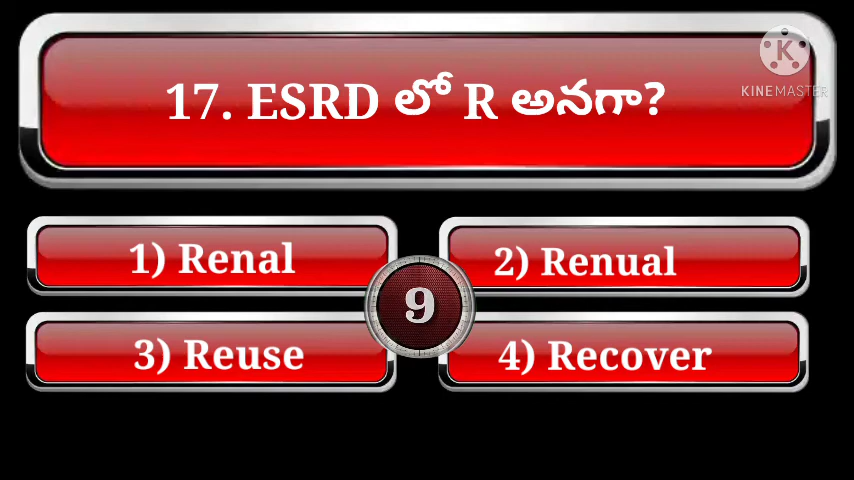 17. ESRD లో R అనగా?
KINEMASTER
1) Renal
2) Renual
9
3) Reuse
4) Recover